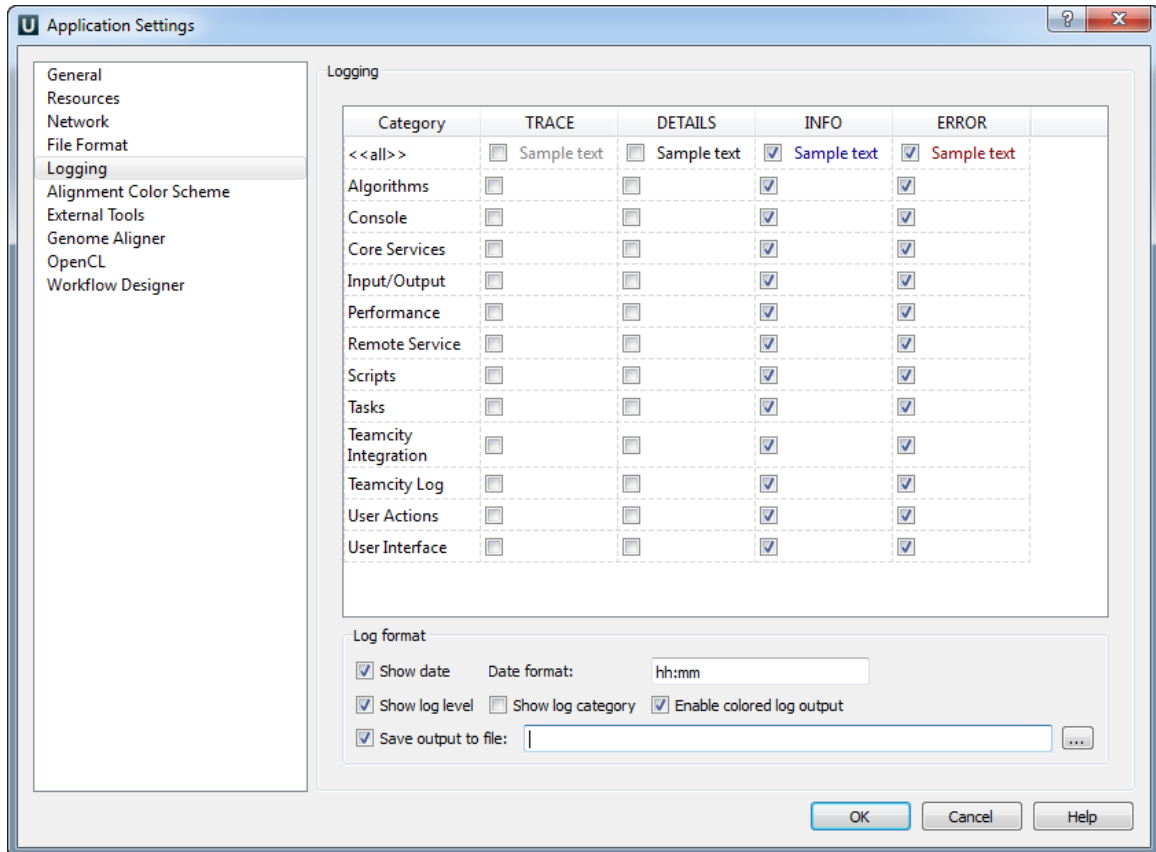 U Application Settings
General
Resources
Network
File Format
Logging
Alignment Color Scheme
External Tools
Genome Aligner
OpenCL
Workflow Designer
Logging
Category TRACE DETAILS INFO ERROR
<<all>> Sample text Sample text Sample text Sample text
Algorithms
Console
Core Services
Input/Output
Performance
Remote Service
Scripts
Tasks
Teamcity
Integration
Teamcity Log
User Actions
User Interface
Log format
Show date Date format: hh:mm
Show log level Show log category Enable colored log output
Save output to file: ...
OK Cancel Help